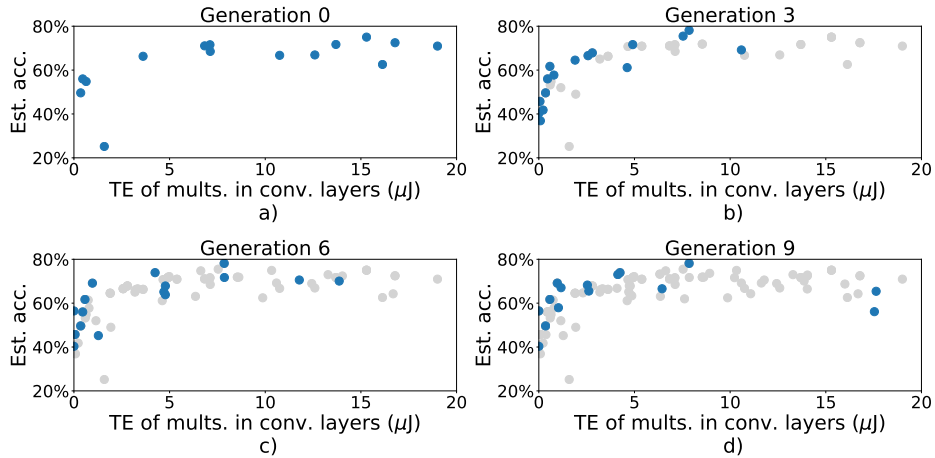 Generation 0
Est. acc.
80%
60%
40%
20%
0 5 10 15 20
TE of mults. in conv. layers (μJ)
a)
Generation 3
Est. acc.
80%
60%
40%
20%
0 5 10 15 20
TE of mults. in conv. layers (μJ)
b)
Generation 6
Est. acc.
80%
60%
40%
20%
0 5 10 15 20
TE of mults. in conv. layers (μJ)
c)
Generation 9
Est. acc.
80%
60%
40%
20%
0 5 10 15 20
TE of mults. in conv. layers (μJ)
d)